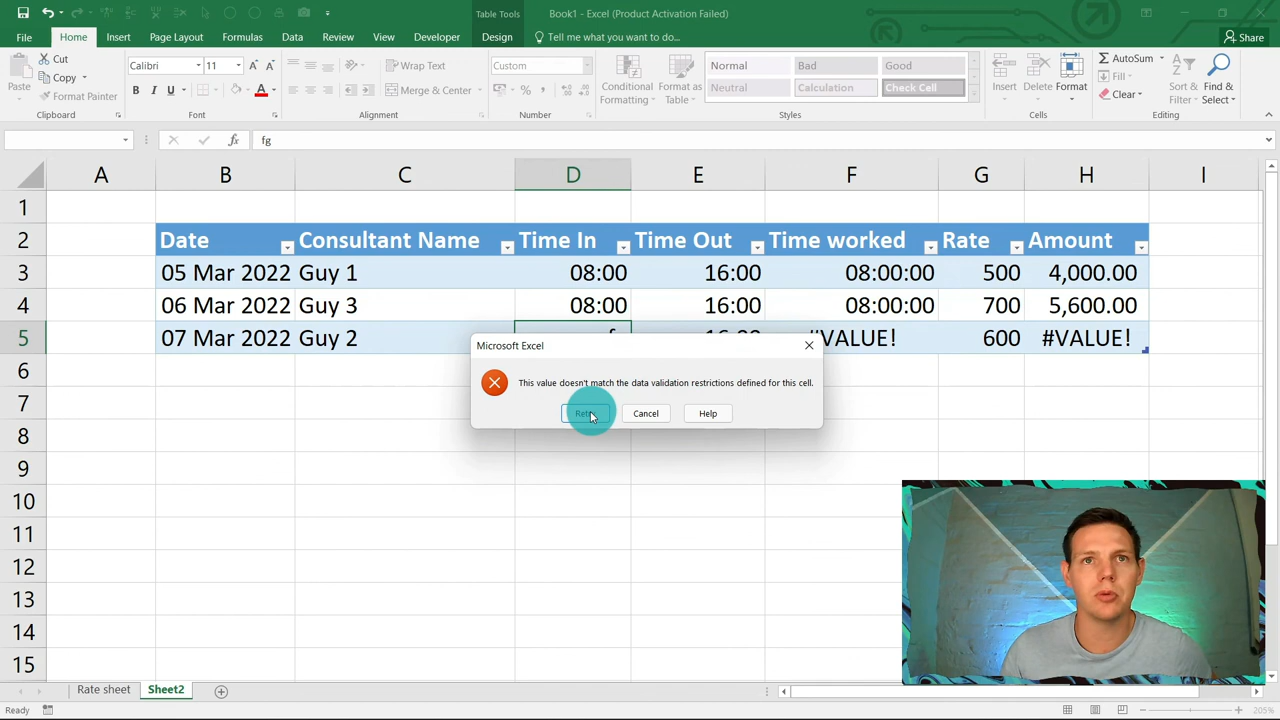 Table Tools
Book1 - Excel (Product Activation Failed)
File Home Insert Page Layout Formulas Data Review View Developer Design Tell me what you want to do... Share
Paste
Cut
Copy
Format Painter
Clipboard
Calibri 11
B I U
Font
Wrap Text
Merge & Center
Alignment
Custom
Number
Conditional Formatting
Format as Table
Normal Bad Good
Neutral Calculation Check Cell
Styles
Insert Delete Format
Cells
AutoSum
Fill
Clear
Sort & Filter
Find & Select
Editing
fx fg
A B C D E F G H I
1
2 Date Consultant Name Time In Time Out Time worked Rate Amount
3 05 Mar 2022 Guy 1 08:00 16:00 08:00:00 500 4,000.00
4 06 Mar 2022 Guy 3 08:00 16:00 08:00:00 700 5,600.00
5 07 Mar 2022 Guy 2 16:00 #VALUE! 600 #VALUE!
Microsoft Excel
This value doesn't match the data validation restrictions defined for this cell.
Cancel Help
6
7
8
9
10
11
12
13
14
15
Rate sheet Sheet2
Ready
205%